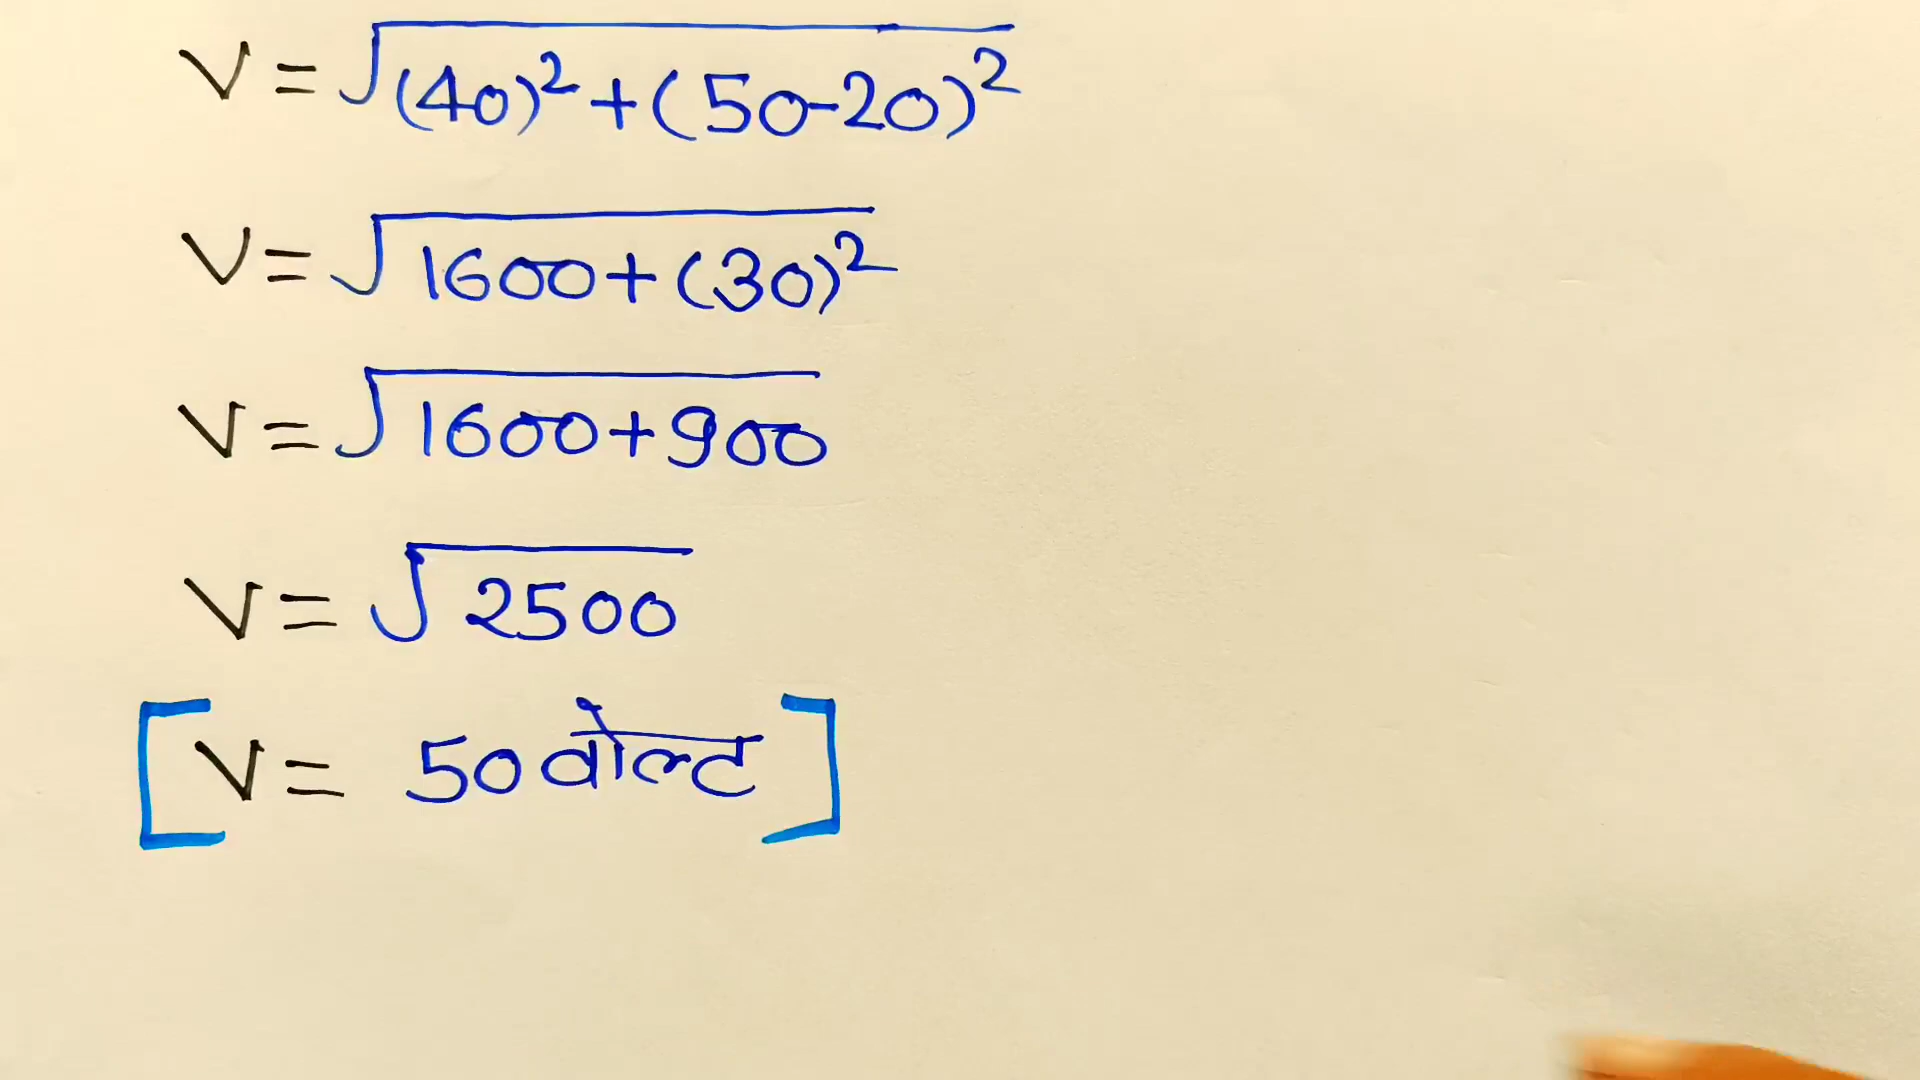 V = √(40)² + (50-20)²
V = √1600 + (30)²
V = √1600 + 900
V = √2500
[V = 50 वोल्ट]